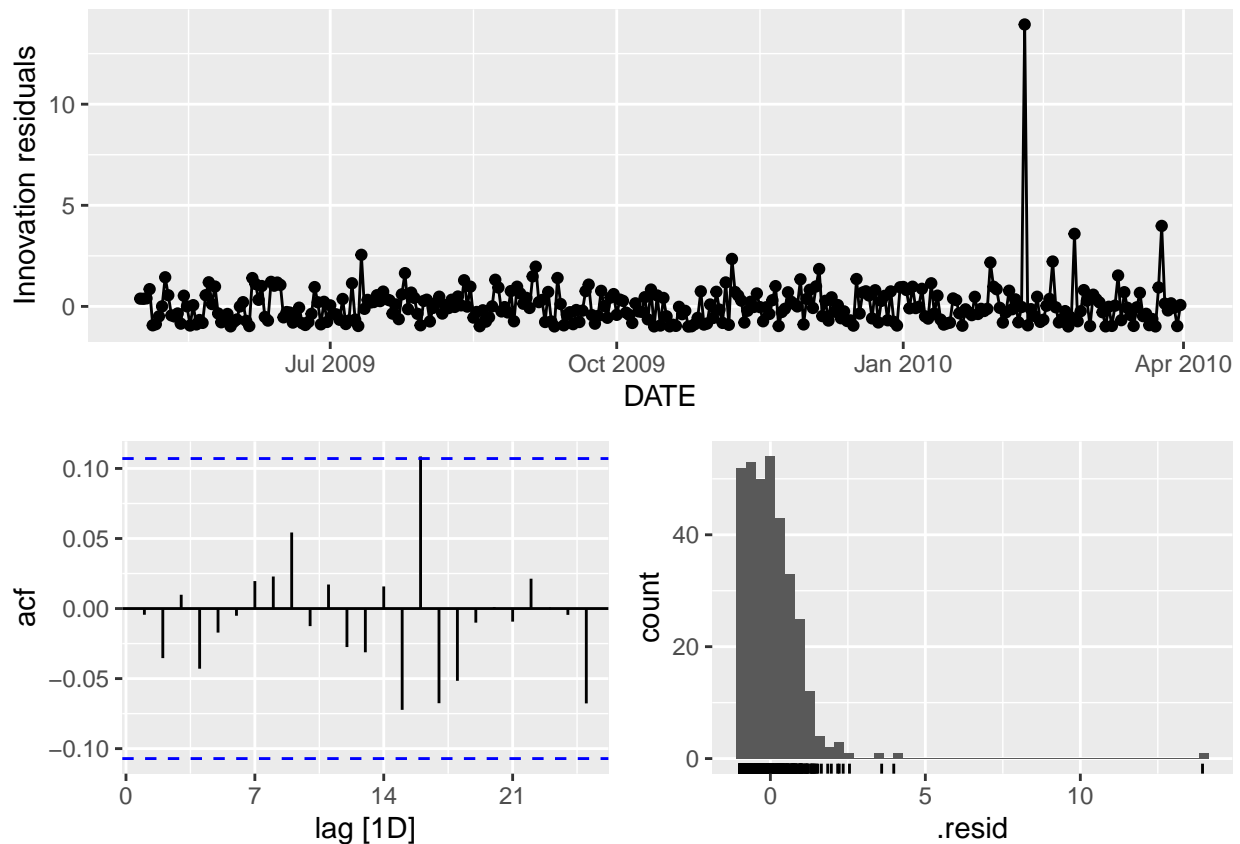 Innovation residuals
10
5
0
Jul 2009 Oct 2009 Jan 2010 Apr 2010
DATE
acf
0.10
0.05
0.00
−0.05
−0.10
0 7 14 21
lag [1D]
count
40
20
0
0 5 10
.resid